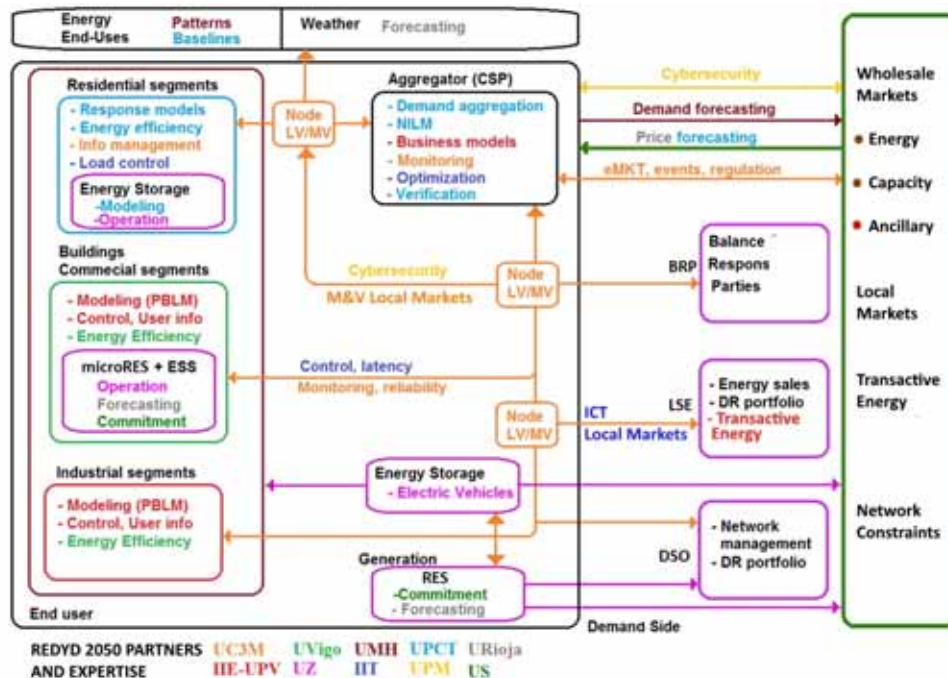 Energy
End-Uses
Patterns
Baselines
Weather
Forecasting
Residential segments
- Response models
- Energy efficiency
- Info management
- Load control
Energy Storage
-Modeling
-Operation
Node
LV/MV
Aggregator (CSP)
- Demand aggregation
- NILM
- Business models
- Monitoring
- Optimization
- Verification
Cybersecurity
Demand forecasting
Price forecasting
eMKT, events, regulation
Wholesale
Markets
Energy
Capacity
Ancillary
Local
Markets
Transactive
Energy
Network
Constraints
Buildings
Commecial segments
- Modeling (PBLM)
- Control, User info
- Energy Efficiency
microRES + ESS
Operation
Forecasting
Commitment
Cybersecurity
M&V Local Markets
Node
LV/MV
BRP
Balance
Respons
Parties
Control, latency
Monitoring, reliability
Node
LV/MV
ICT
Local Markets
LSE
- Energy sales
- DR portfolio
- Transactive
Energy
Industrial segments
- Modeling (PBLM)
- Control, User info
- Energy Efficiency
Energy Storage
- Electric Vehicles
Generation
RES
-Commitment
- Forecasting
DSO
- Network
management
- DR portfolio
End user
Demand Side
REDYD 2050 PARTNERS UC3M UVigo UMH UPCT URioja
AND EXPERTISE IIE-UPV UZ IIT UPM US